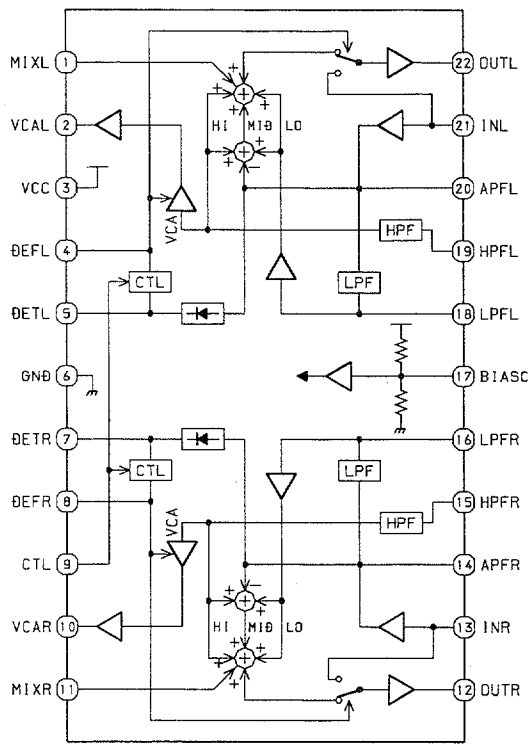 MIXL 1 22 OUTL
HI MID LO
VCAL 2 21 INL
VCC 3 20 APFL
VCA
HPF
DEFL 4 19 HPFL
CTL LPF
DETL 5 18 LPFL
GND 6 17 BIASC
DETR 7 16 LPFR
CTL LPF
DEFR 8 15 HPFR
VCA
HPF
CTL 9 14 APFR
HI MID LO
VCAR 10 13 INR
MIXR 11 12 OUTR